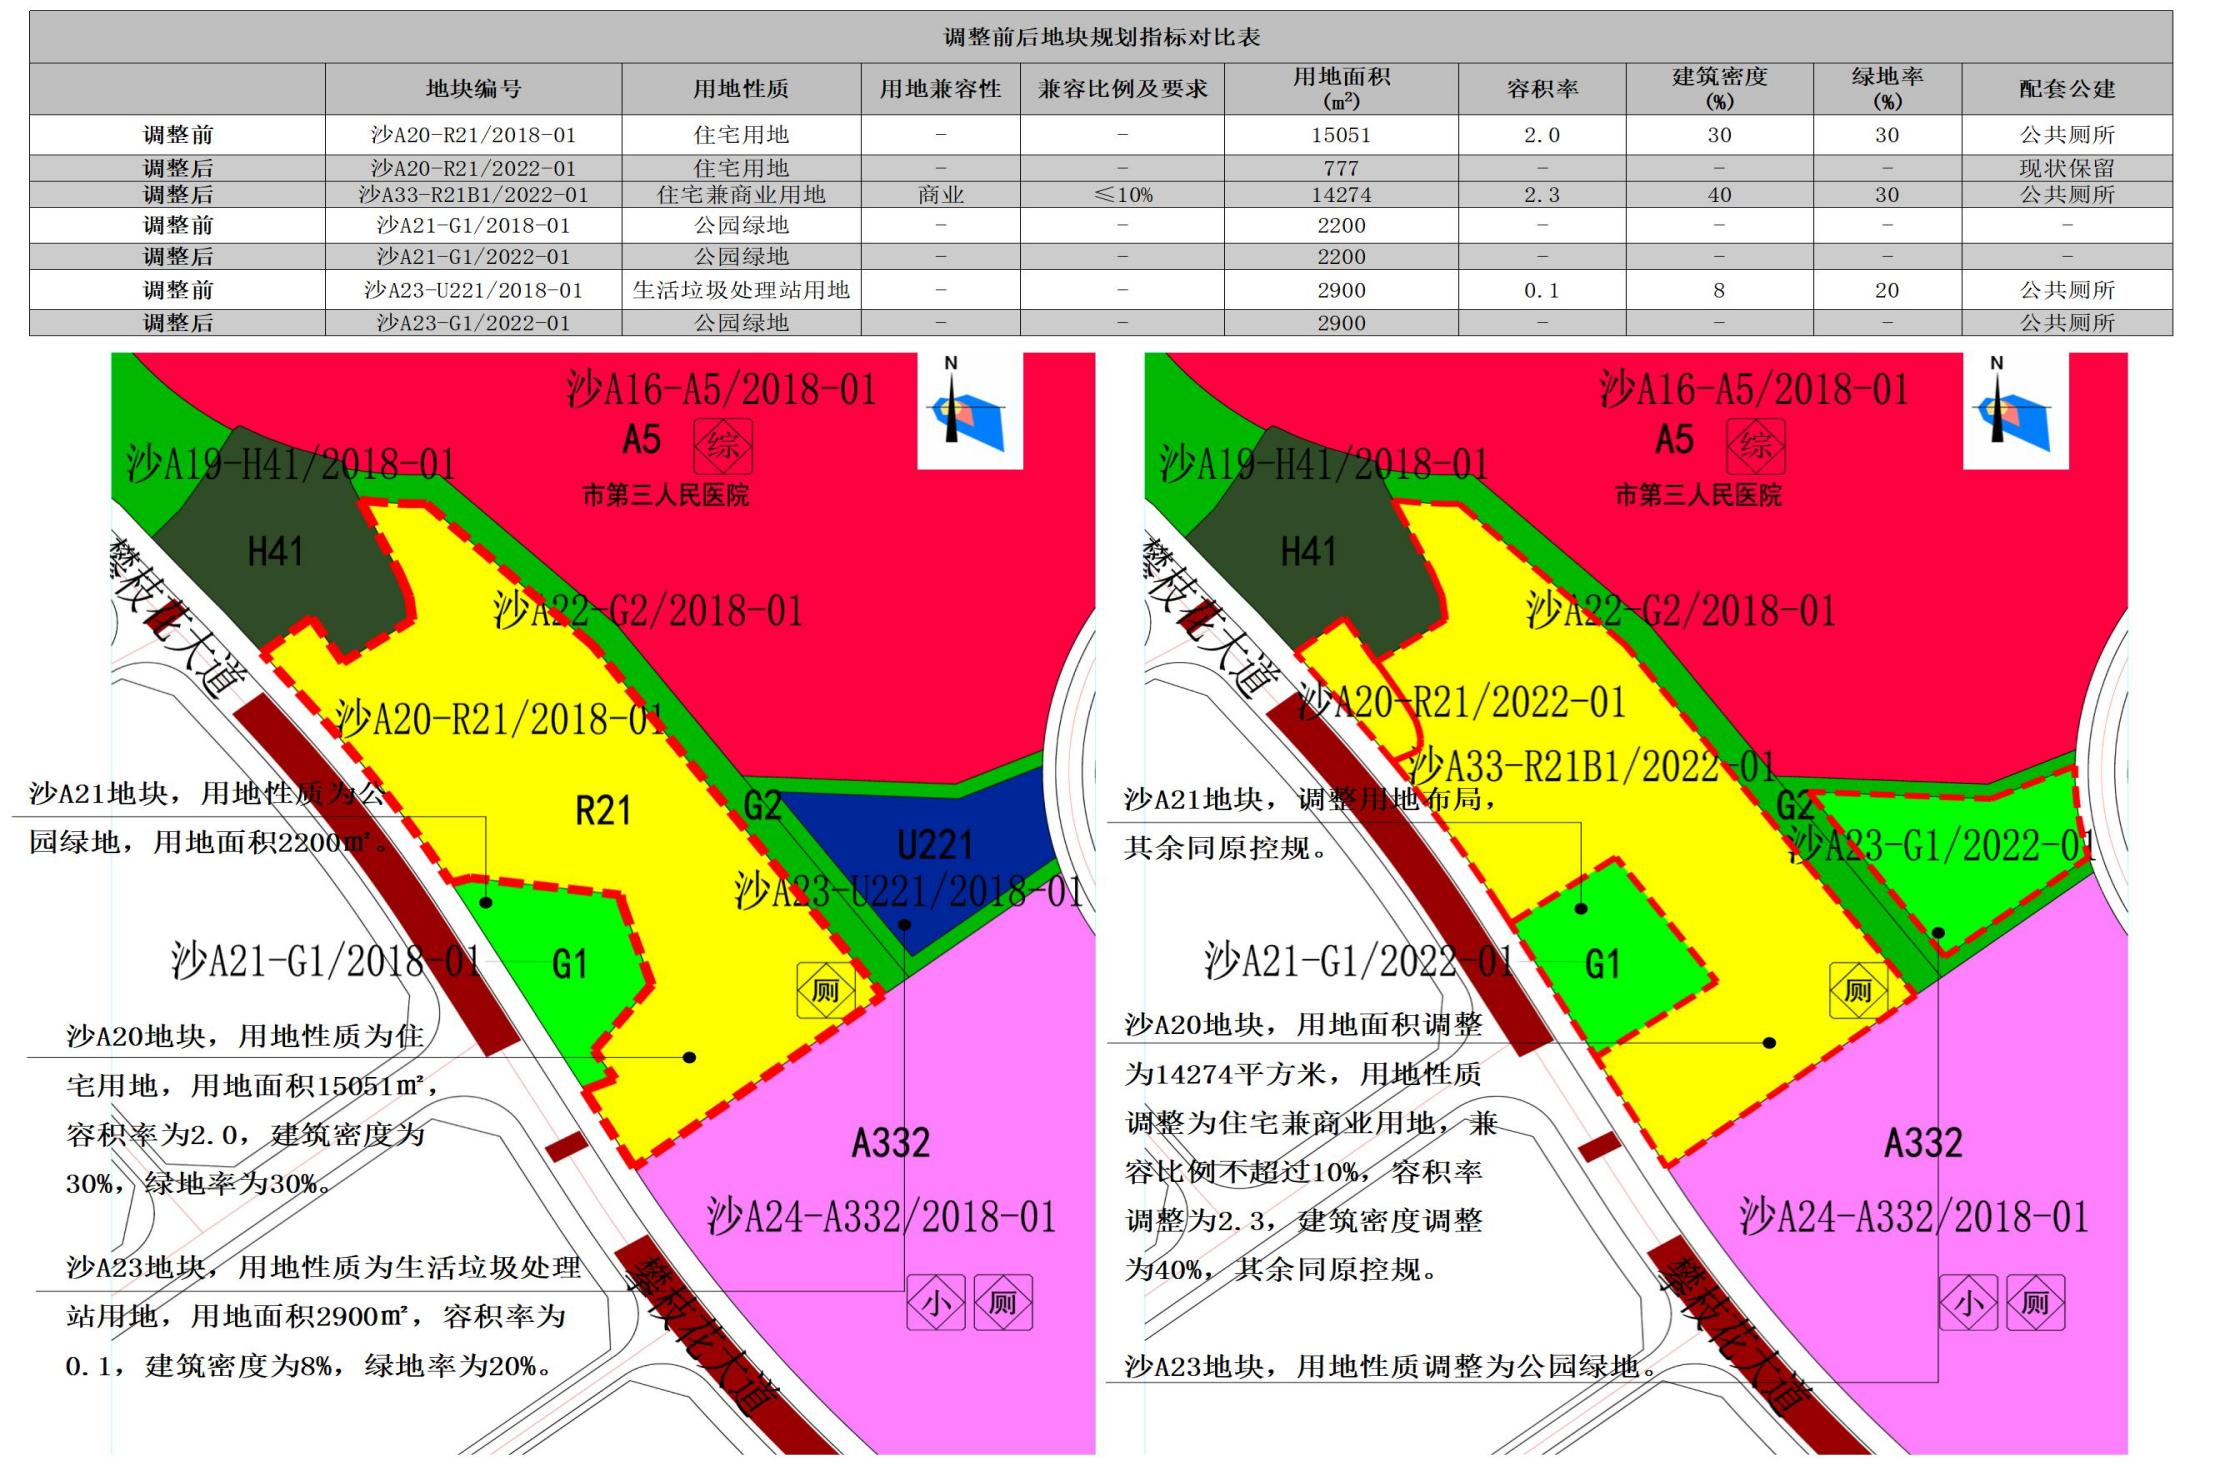 调整前后地块规划指标对比表
地块编号 用地性质 用地兼容性 兼容比例及要求 用地面积(㎡) 容积率 建筑密度(%) 绿地率(%) 配套公建
调整前 沙A20-R21/2018-01 住宅用地 - - 15051 2.0 30 30 公共厕所
调整后 沙A20-R21/2022-01 住宅用地 - - 777 - - - 现状保留
调整后 沙A33-R21B1/2022-01 住宅兼商业用地 商业 ≤10% 14274 2.3 40 30 公共厕所
调整前 沙A21-G1/2018-01 公园绿地 - - 2200 - - - -
调整后 沙A21-G1/2022-01 公园绿地 - - 2200 - - - -
调整前 沙A23-U221/2018-01 生活垃圾处理站用地 - - 2900 0.1 8 20 公共厕所
调整后 沙A23-G1/2022-01 公园绿地 - - 2900 - - - 公共厕所
N
沙A16-A5/2018-01
A5 综
市第三人民医院
沙A19-H41/2018-01
H41
攀枝花大道
沙A22-G2/2018-01
沙A20-R21/2018-01
R21
G2
U221
沙A23-U221/2018-01
沙A21地块，用地性质为公
园绿地，用地面积2200㎡。
沙A21-G1/2018-01
G1
厕
沙A20地块，用地性质为住
宅用地，用地面积15051㎡，
容积率为2.0，建筑密度为
30%，绿地率为30%。
A332
沙A24-A332/2018-01
小 厕
沙A23地块，用地性质为生活垃圾处理
站用地，用地面积2900㎡，容积率为
0.1，建筑密度为8%，绿地率为20%。
攀枝花大道
N
沙A16-A5/2018-01
A5 综
市第三人民医院
沙A19-H41/2018-01
H41
攀枝花大道
沙A22-G2/2018-01
沙A20-R21/2022-01
沙A33-R21B1/2022-01
G2
沙A23-G1/2022-01
沙A21地块，调整用地布局，
其余同原控规。
沙A21-G1/2022-01
G1
厕
沙A20地块，用地面积调整
为14274平方米，用地性质
调整为住宅兼商业用地，兼
容比例不超过10%，容积率
调整为2.3，建筑密度调整
为40%，其余同原控规。
A332
沙A24-A332/2018-01
小 厕
沙A23地块，用地性质调整为公园绿地。
攀枝花大道